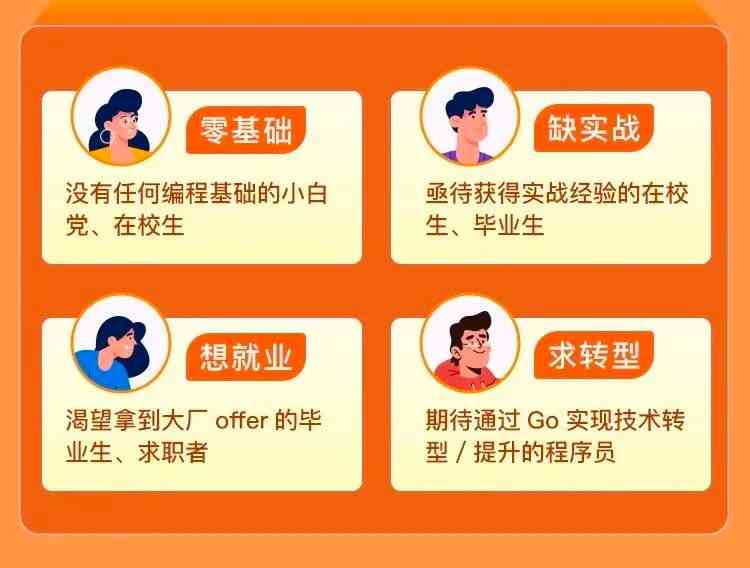 零基础
没有任何编程基础的小白
党、在校生
缺实战
亟待获得实战经验的在校
生、毕业生
想就业
渴望拿到大厂 offer 的毕
业生、求职者
求转型
期待通过 Go 实现技术转
型 / 提升的程序员